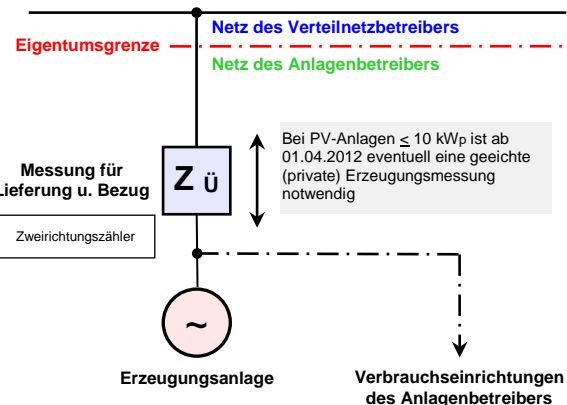 Netz des Verteilnetzbetreibers
Eigentumsgrenze
Netz des Anlagenbetreibers
Bei PV-Anlagen ≤ 10 kWp ist ab
01.04.2012 eventuell eine geeichte
(private) Erzeugungsmessung
notwendig
Messung für
Lieferung u. Bezug
Z Ü
Zweirichtungszähler
~
Erzeugungsanlage
Verbrauchseinrichtungen
des Anlagenbetreibers